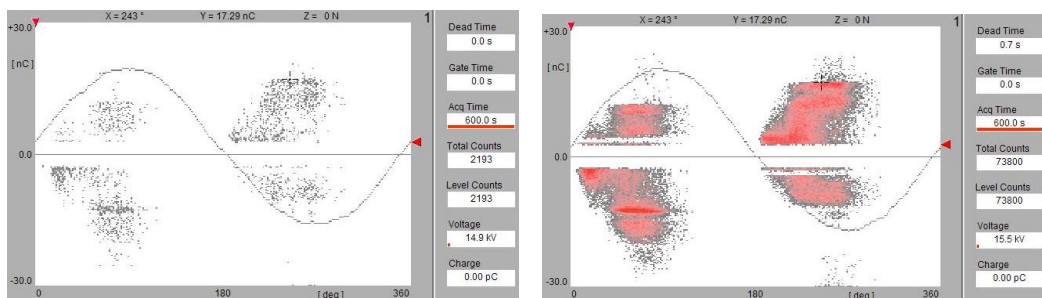 X = 243 ° Y = 17.29 nC Z = 0 N
1
+30.0
[ nC ]
0.0
-30.0
0
180
[ deg ]
360
Dead Time
0.0 s
Gate Time
0.0 s
Acq Time
600.0 s
Total Counts
2193
Level Counts
2193
Voltage
14.9 kV
Charge
0.00 pC
X = 243 ° Y = 17.29 nC Z = 0 N
1
+30.0
[ nC ]
0.0
-30.0
0
180
[ deg ]
360
Dead Time
0.7 s
Gate Time
0.0 s
Acq Time
600.0 s
Total Counts
73800
Level Counts
73800
Voltage
15.5 kV
Charge
0.00 pC